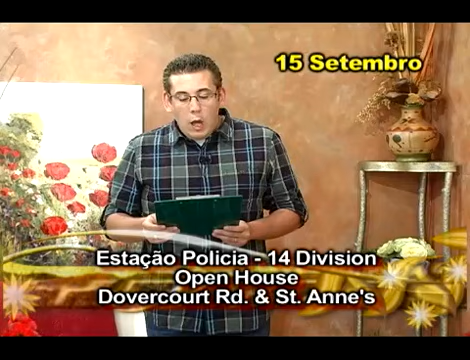 15 Setembro
Estação Policia - 14 Division
Open House
Dovercourt Rd. & St. Anne's